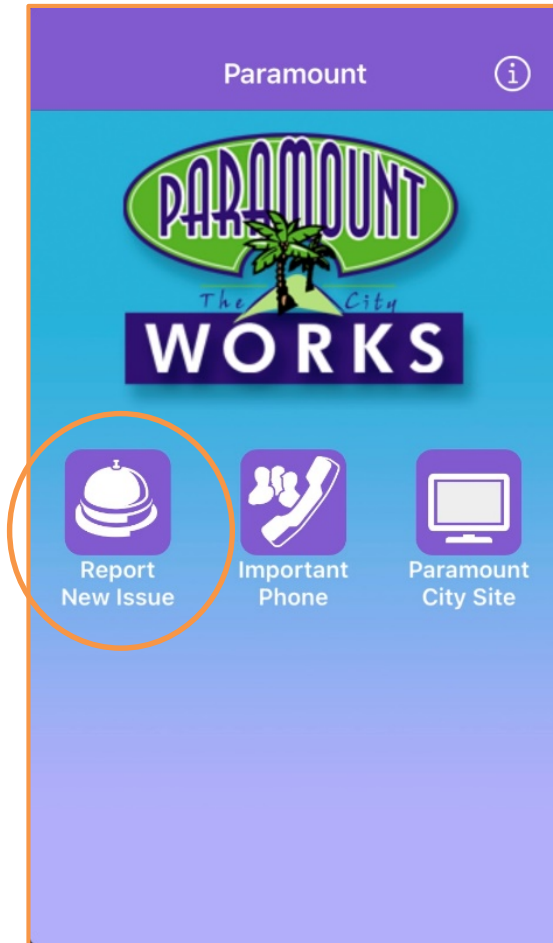 Paramount
i
PARAMOUNT
The City
WORKS
Report Important Paramount
New Issue Phone City Site